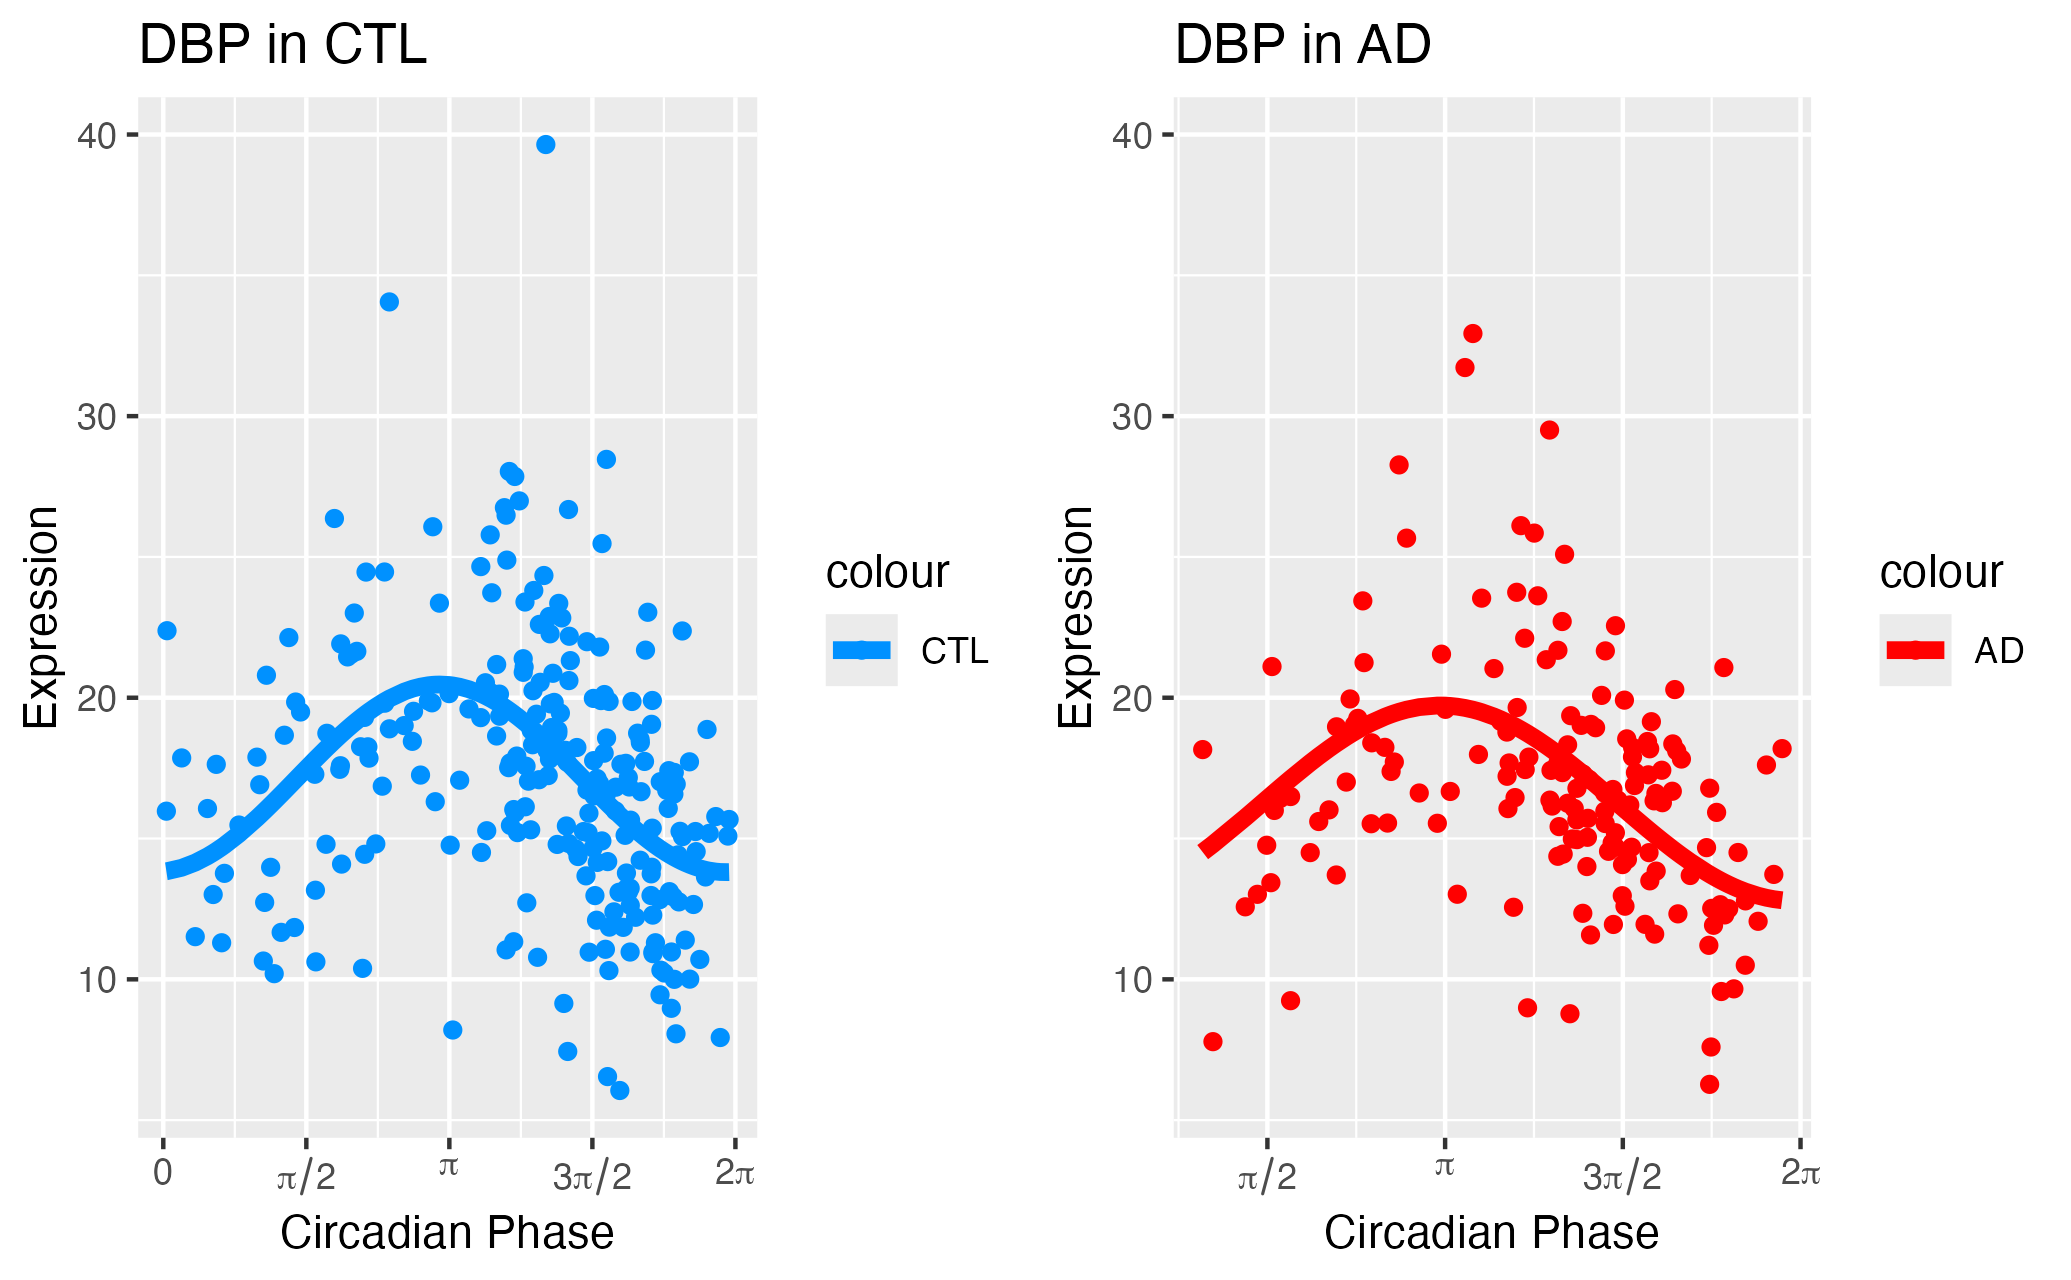 DBP in CTL
40
30
20
10
Expression
0
π/2
π
3π/2
2π
Circadian Phase
colour
CTL
DBP in AD
40
30
20
10
Expression
π/2
π
3π/2
2π
Circadian Phase
colour
AD